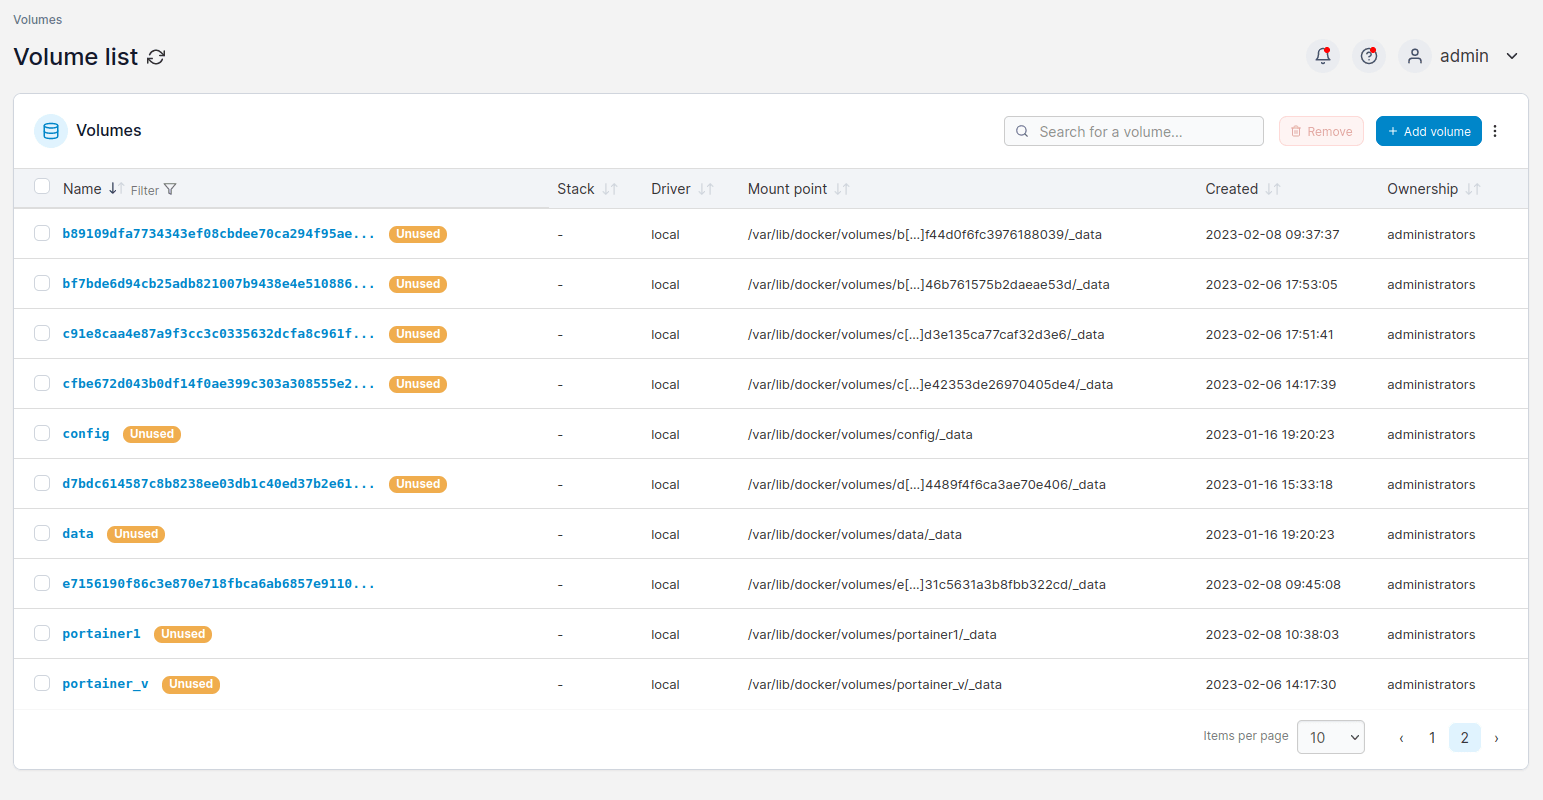 Volumes
Volume list
admin
Volumes
Search for a volume...
Remove
+ Add volume
Name Filter Stack Driver Mount point Created Ownership
b89109dfa7734343ef08cbdee70ca294f95ae... Unused - local /var/lib/docker/volumes/b[...]f44d0f6fc3976188039/_data 2023-02-08 09:37:37 administrators
bf7bde6d94cb25adb821007b9438e4e510886... Unused - local /var/lib/docker/volumes/b[...]46b761575b2daeae53d/_data 2023-02-06 17:53:05 administrators
c91e8caa4e87a9f3cc3c0335632dcfa8c961f... Unused - local /var/lib/docker/volumes/c[...]d3e135ca77caf32d3e6/_data 2023-02-06 17:51:41 administrators
cfbe672d043b0df14f0ae399c303a308555e2... Unused - local /var/lib/docker/volumes/c[...]e42353de26970405de4/_data 2023-02-06 14:17:39 administrators
config Unused - local /var/lib/docker/volumes/config/_data 2023-01-16 19:20:23 administrators
d7bdc614587c8b8238ee03db1c40ed37b2e61... Unused - local /var/lib/docker/volumes/d[...]4489f4f6ca3ae70e406/_data 2023-01-16 15:33:18 administrators
data Unused - local /var/lib/docker/volumes/data/_data 2023-01-16 19:20:23 administrators
e7156190f86c3e870e718fbca6ab6857e9110... - local /var/lib/docker/volumes/e[...]31c5631a3b8fbb322cd/_data 2023-02-08 09:45:08 administrators
portainer1 Unused - local /var/lib/docker/volumes/portainer1/_data 2023-02-08 10:38:03 administrators
portainer_v Unused - local /var/lib/docker/volumes/portainer_v/_data 2023-02-06 14:17:30 administrators
Items per page 10 ‹ 1 2 ›